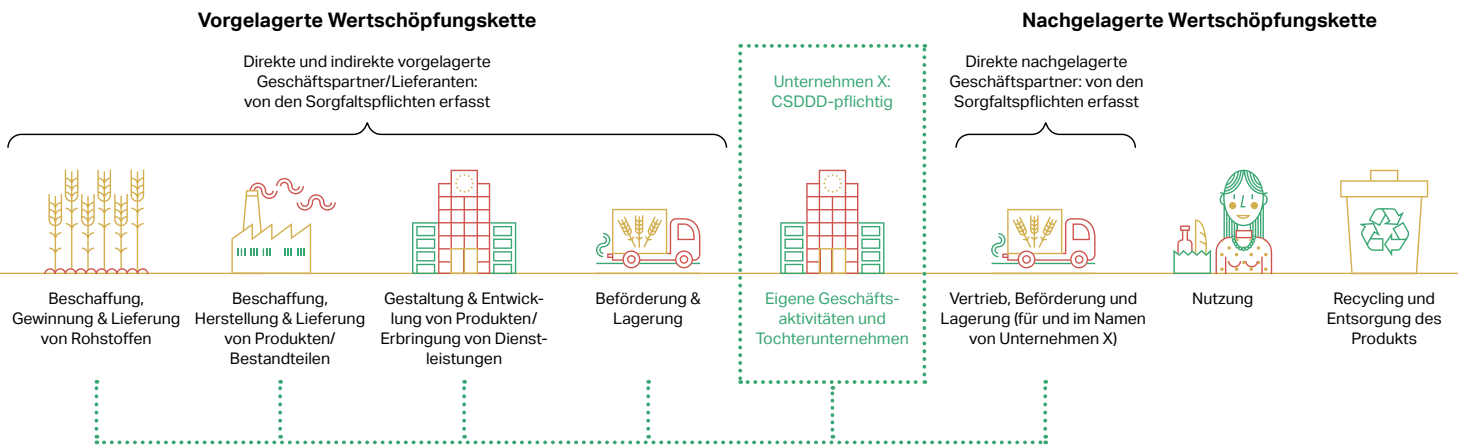 Vorgelagerte Wertschöpfungskette
Nachgelagerte Wertschöpfungskette
Direkte und indirekte vorgelagerte
Geschäftspartner/Lieferanten:
von den Sorgfaltspflichten erfasst
Unternehmen X:
CSDDD-pflichtig
Direkte nachgelagerte
Geschäftspartner: von den
Sorgfaltspflichten erfasst
Beschaffung,
Gewinnung & Lieferung
von Rohstoffen
Beschaffung,
Herstellung & Lieferung
von Produkten/
Bestandteilen
Gestaltung & Entwick-
lung von Produkten/
Erbringung von Dienst-
leistungen
Beförderung &
Lagerung
Eigene Geschäfts-
aktivitäten und
Tochterunternehmen
Vertrieb, Beförderung und
Lagerung (für und im Namen
von Unternehmen X)
Nutzung
Recycling und
Entsorgung des
Produkts